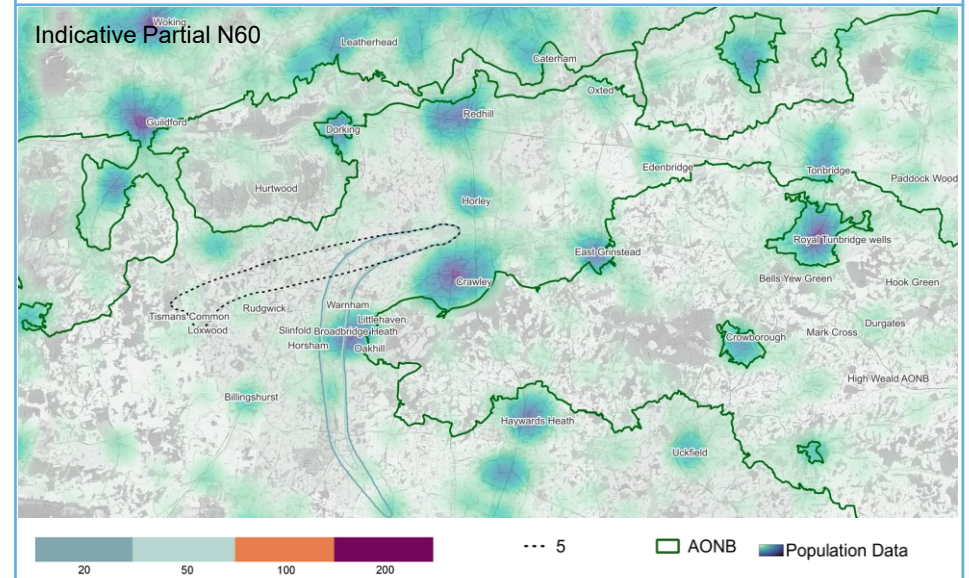 Indicative Partial N60
Woking
Leatherhead
Caterham
Oxted
Guildford
Redhill
Dorking
Edenbridge
Tonbridge
Paddock Wood
Hurtwood
Horley
Royal Tunbridge wells
East Grinstead
Bells Yew Green
Hook Green
Crawley
Rudgwick
Warnham
Tismans Common
Littlehaven
Loxwood
Slinfold
Broadbridge Heath
Durgates
Mark Cross
Crowborough
Horsham
Oakhill
High Weald AONB
Billingshurst
Haywards Heath
Uckfield
5
AONB
Population Data
20 50 100 200